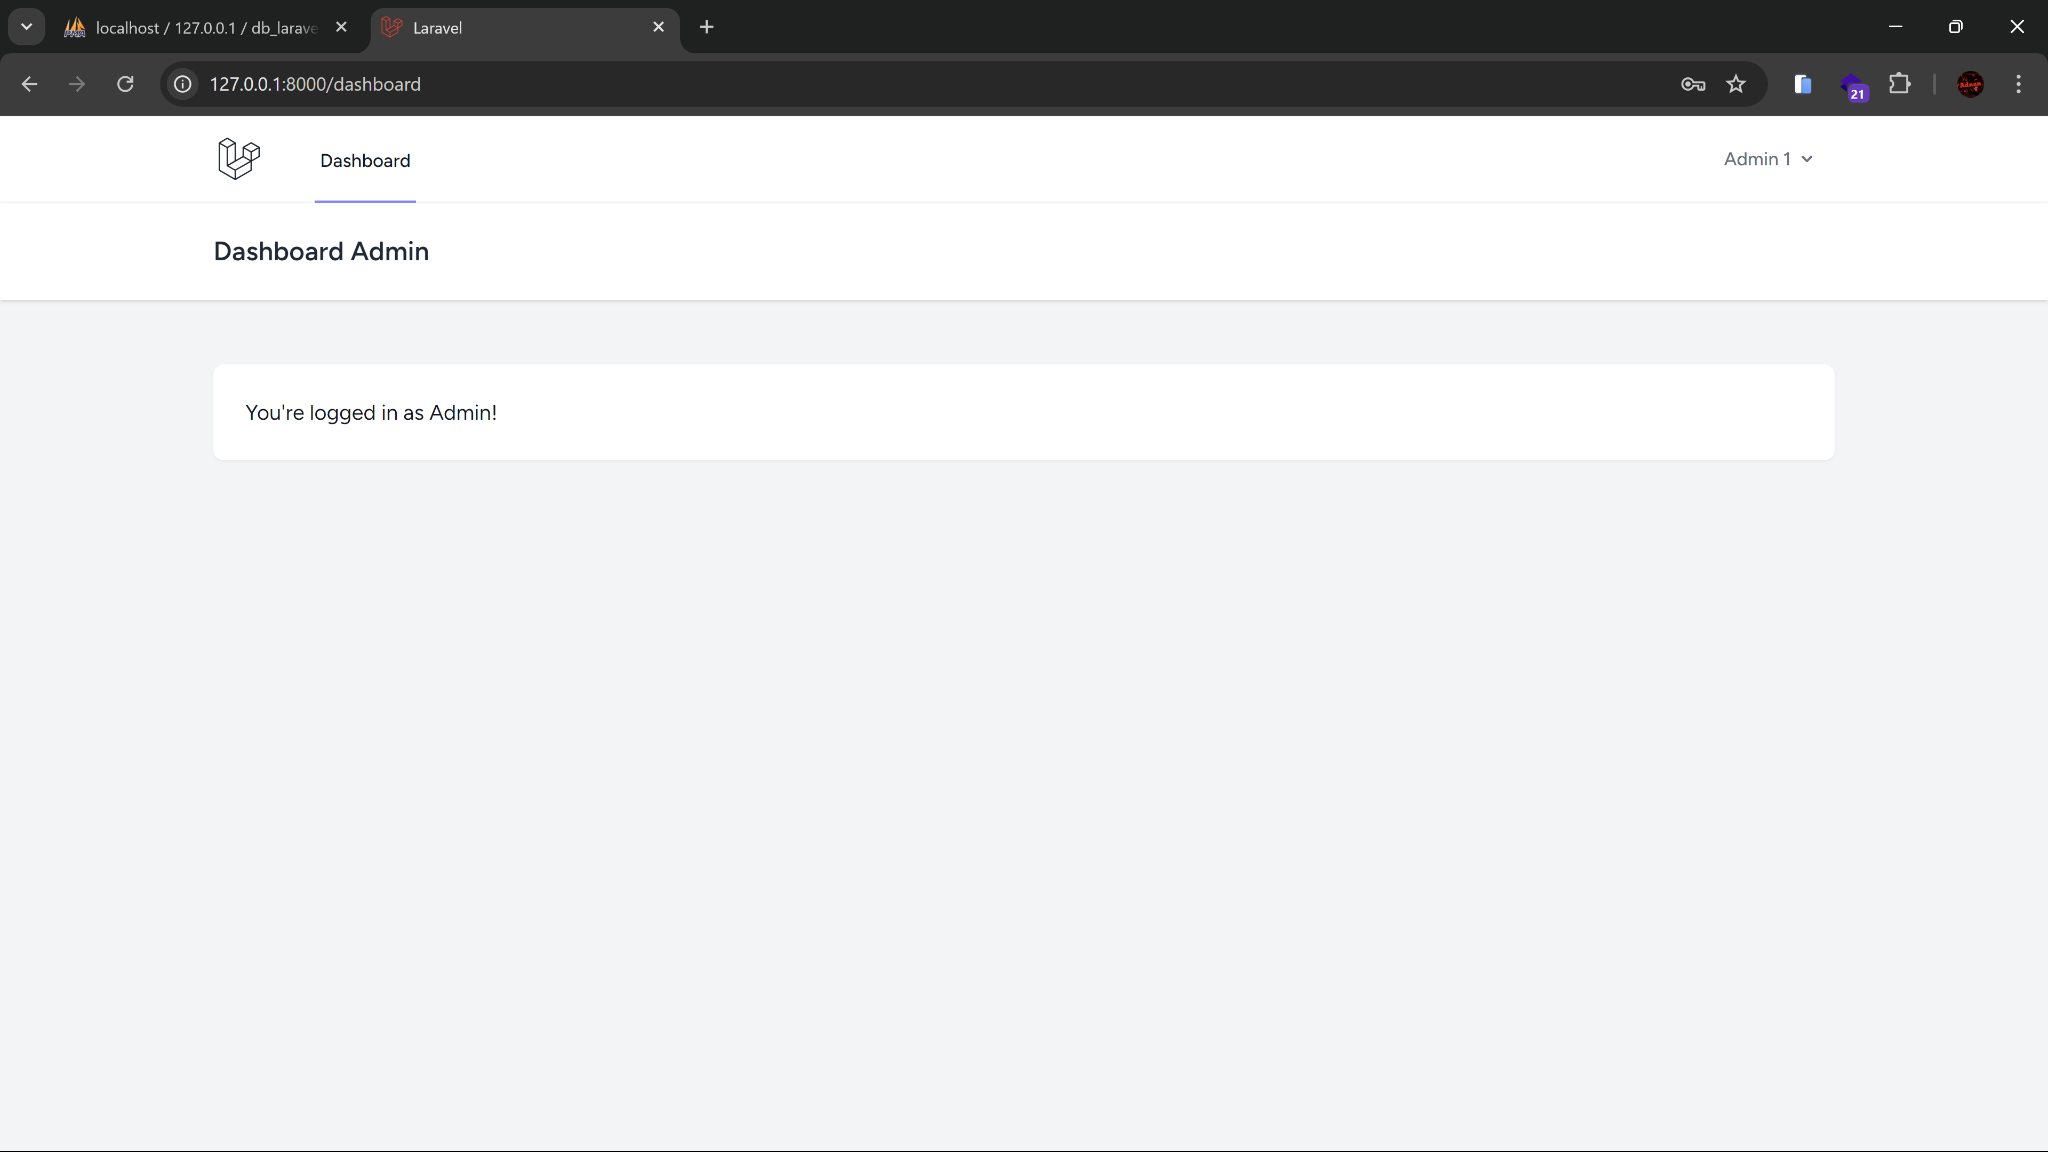 localhost / 127.0.0.1 / db_larave
Laravel
127.0.0.1:8000/dashboard
21
Dashboard
Admin 1
Dashboard Admin
You're logged in as Admin!